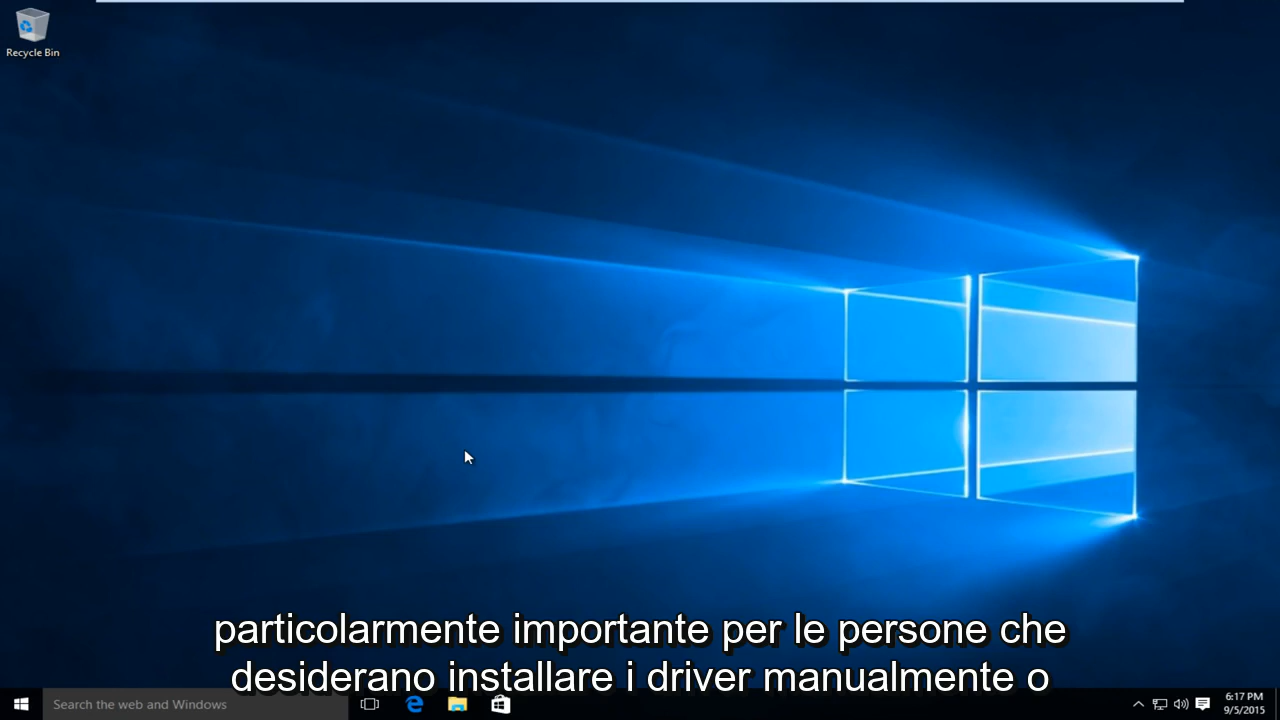 Recycle Bin
particolarmente importante per le persone che
desiderano installare i driver manualmente o
Search the web and Windows
6:17 PM
9/5/2015